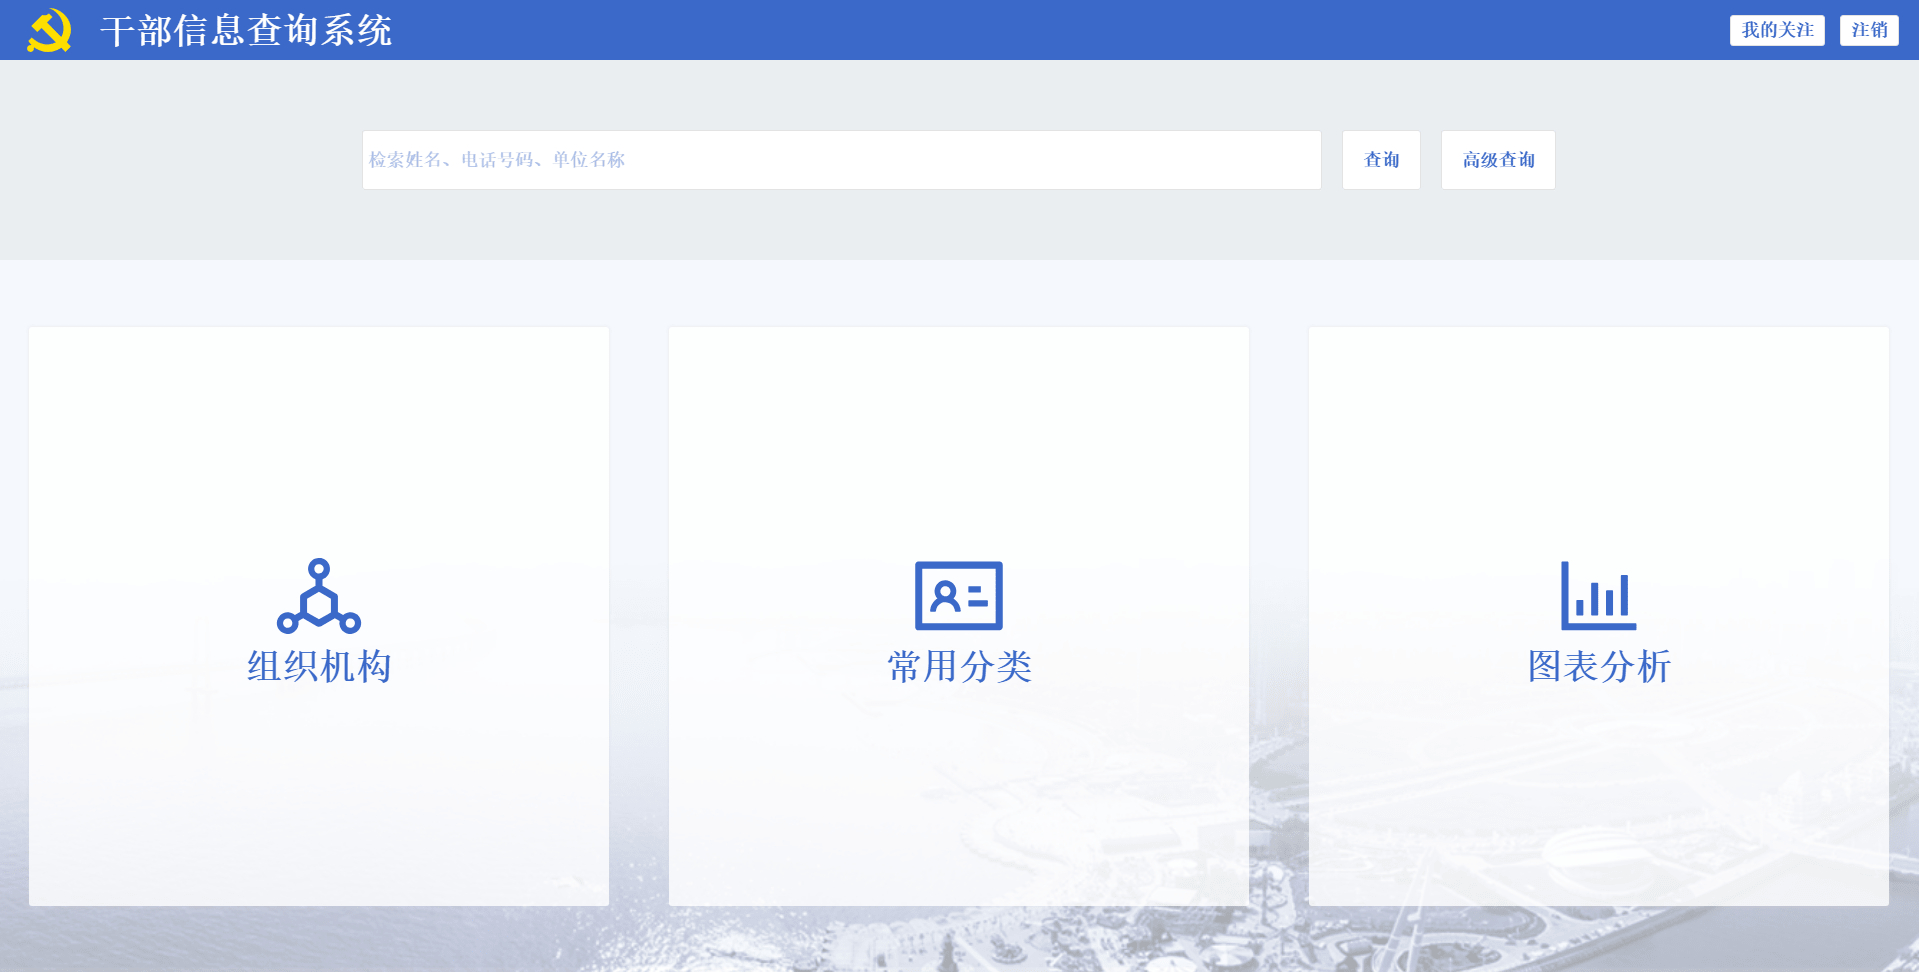 干部信息查询系统
我的关注
注销
检索姓名、电话号码、单位名称
查询
高级查询
组织机构
常用分类
图表分析